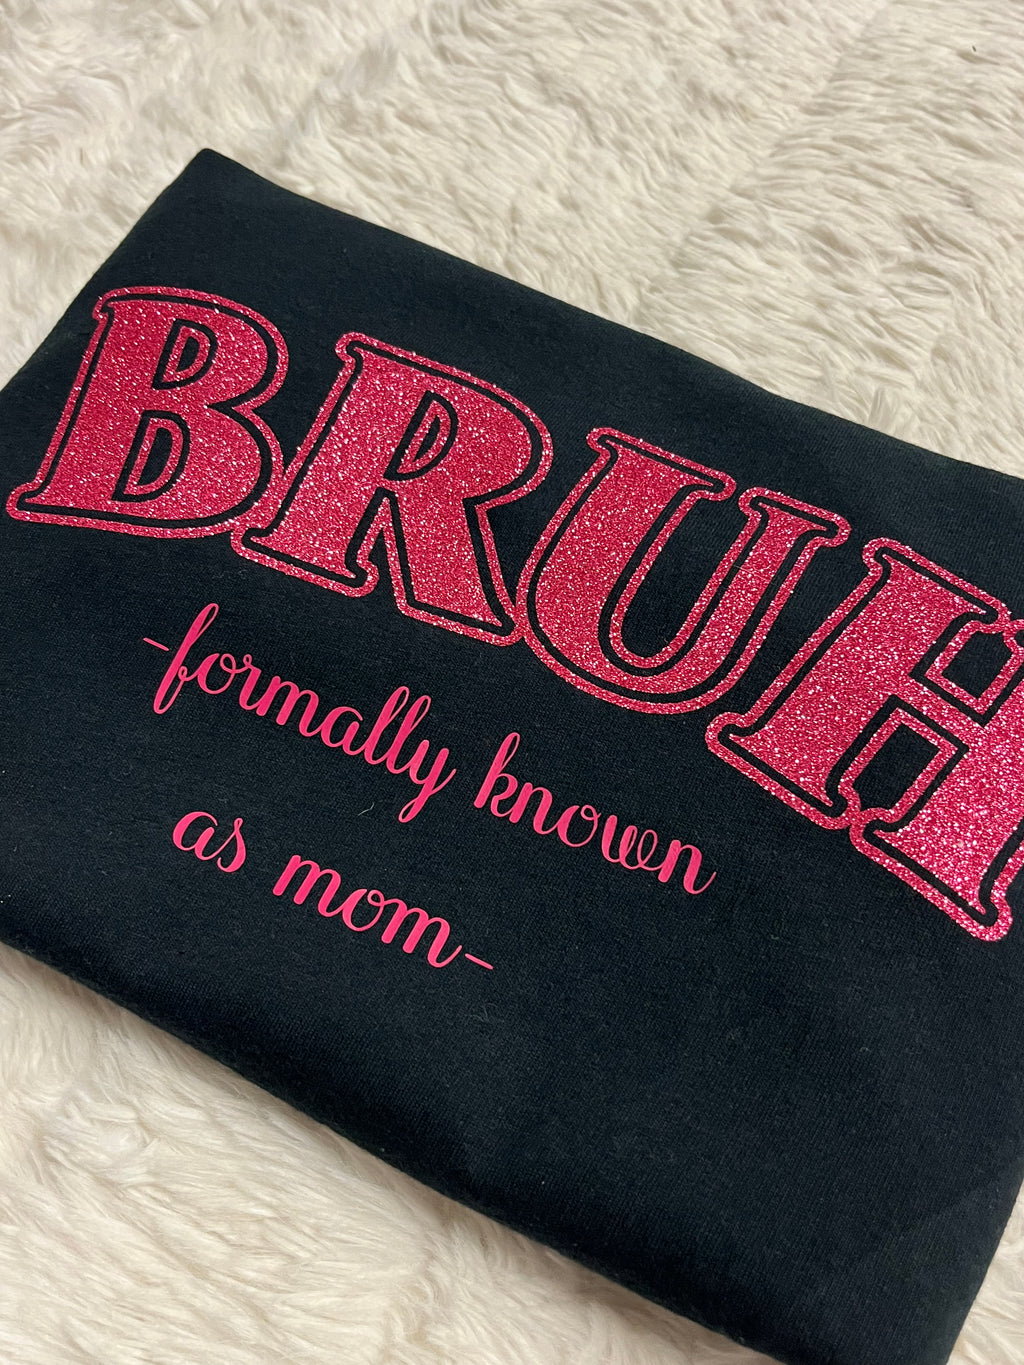 BRUH
-formally known
as mom-